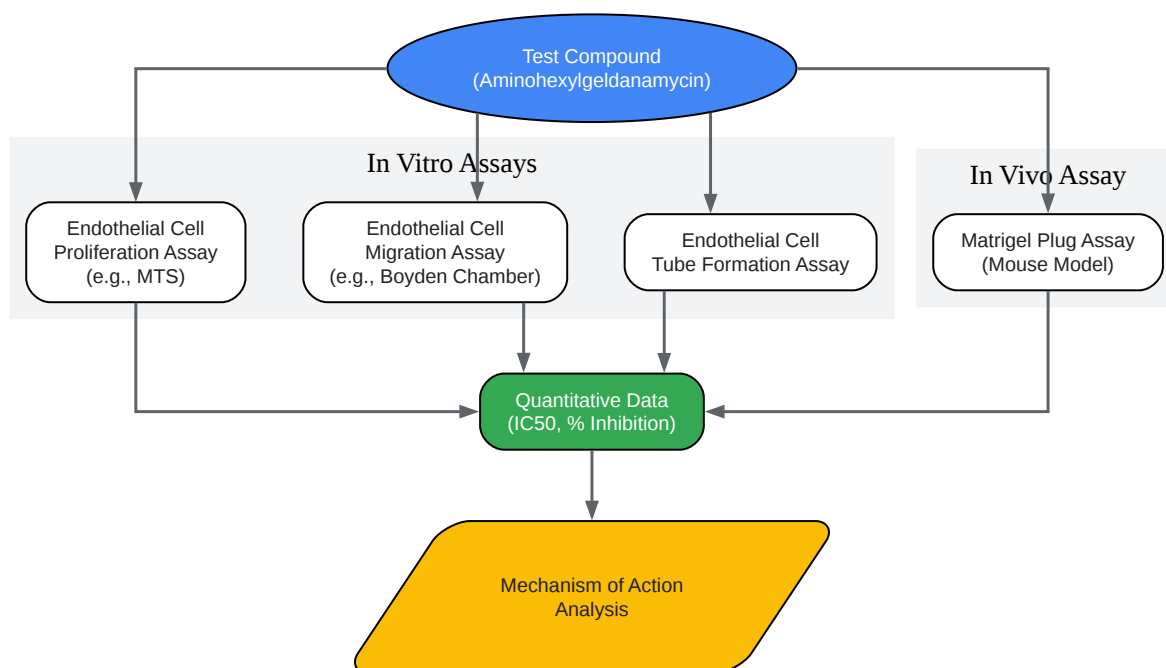 Test Compound
(Aminohexylgeldanamycin)
In Vitro Assays
In Vivo Assay
Endothelial Cell
Proliferation Assay
(e.g., MTS)
Endothelial Cell
Migration Assay
(e.g., Boyden Chamber)
Endothelial Cell
Tube Formation Assay
Matrigel Plug Assay
(Mouse Model)
Quantitative Data
(IC50, % Inhibition)
Mechanism of Action
Analysis